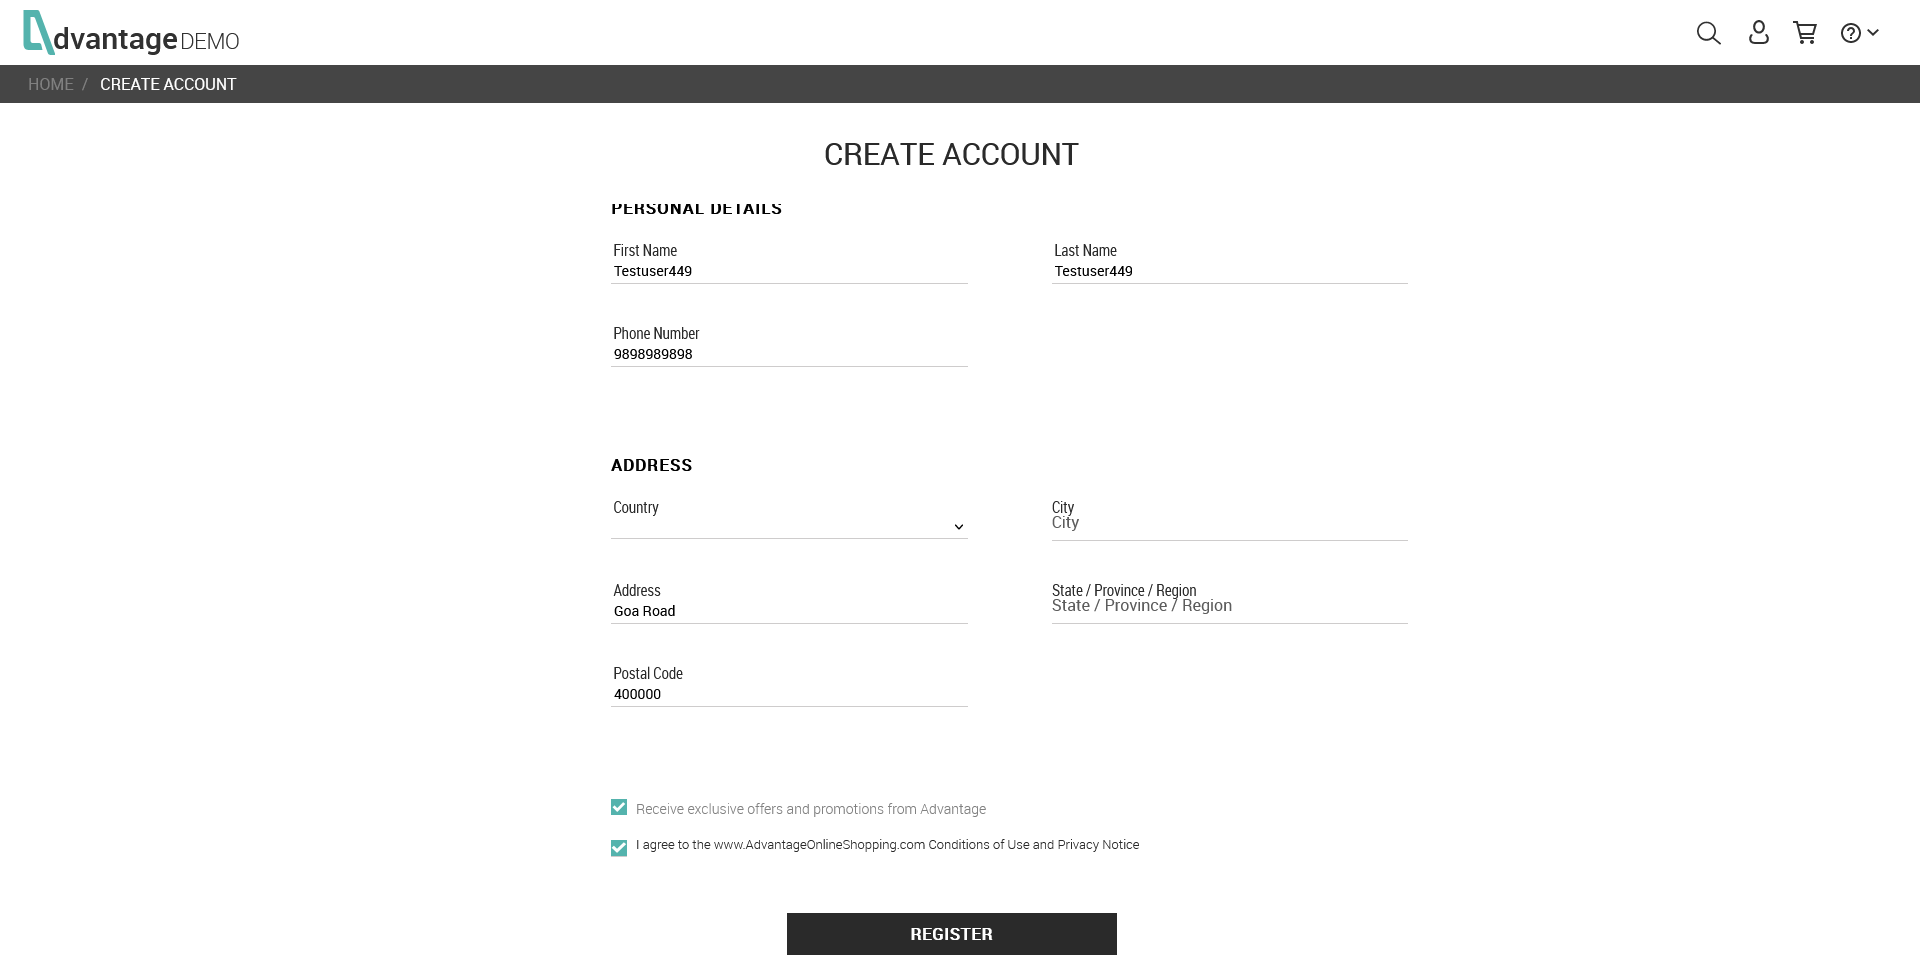 dvantage DEMO
HOME / CREATE ACCOUNT
CREATE ACCOUNT
PERSONAL DETAILS
First Name
Testuser449
Last Name
Testuser449
Phone Number
9898989898
ADDRESS
Country
City
City
Address
Goa Road
State / Province / Region
State / Province / Region
Postal Code
400000
Receive exclusive offers and promotions from Advantage
I agree to the www.AdvantageOnlineShopping.com Conditions of Use and Privacy Notice
REGISTER